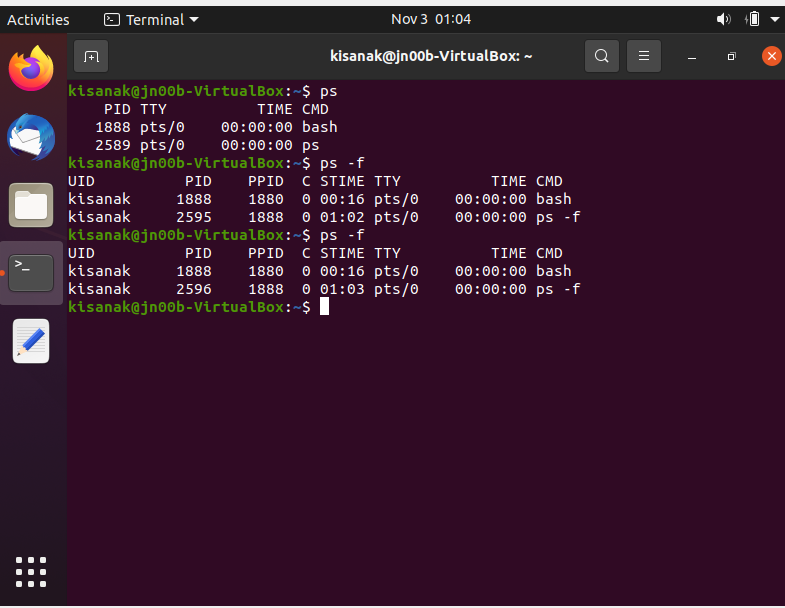 Activities Terminal Nov 3 01:04
kisanak@jn00b-VirtualBox: ~
kisanak@jn00b-VirtualBox:~$ ps
    PID TTY          TIME CMD
   1888 pts/0    00:00:00 bash
   2589 pts/0    00:00:00 ps
kisanak@jn00b-VirtualBox:~$ ps -f
UID          PID    PPID  C STIME TTY          TIME CMD
kisanak     1888    1880  0 00:16 pts/0    00:00:00 bash
kisanak     2595    1888  0 01:02 pts/0    00:00:00 ps -f
kisanak@jn00b-VirtualBox:~$ ps -f
UID          PID    PPID  C STIME TTY          TIME CMD
kisanak     1888    1880  0 00:16 pts/0    00:00:00 bash
kisanak     2596    1888  0 01:03 pts/0    00:00:00 ps -f
kisanak@jn00b-VirtualBox:~$